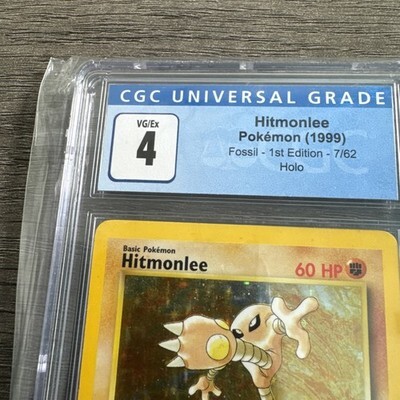 CGC UNIVERSAL GRADE
VG/Ex
4
Hitmonlee
Pokémon (1999)
Fossil - 1st Edition - 7/62
Holo
CGC
Basic Pokémon
Hitmonlee
60 HP